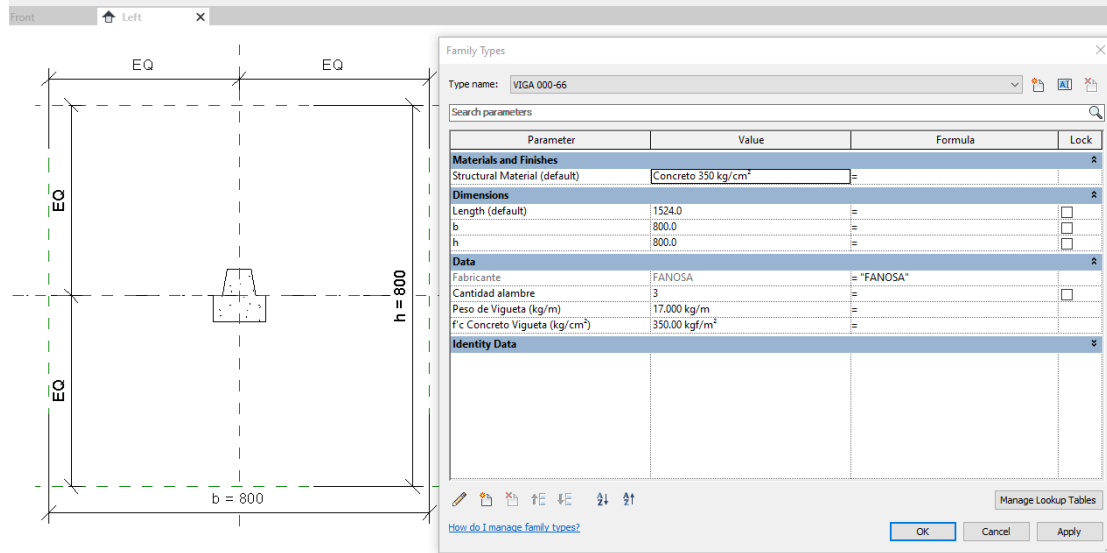 Front
Left
EQ EQ
EQ
h = 800
EQ
b = 800
Family Types
Type name: VIGA 000-66
Search parameters
Parameter Value Formula Lock
Materials and Finishes
Structural Material (default) Concreto 350 kg/cm² =
Dimensions
Length (default) 1524.0 =
b 800.0 =
h 800.0 =
Data
Fabricante FANOSA = "FANOSA"
Cantidad alambre 3 =
Peso de Vigueta (kg/m) 17.000 kg/m =
f'c Concreto Vigueta (kg/cm²) 350.00 kgf/m² =
Identity Data
Manage Lookup Tables
How do I manage family types?
OK Cancel Apply